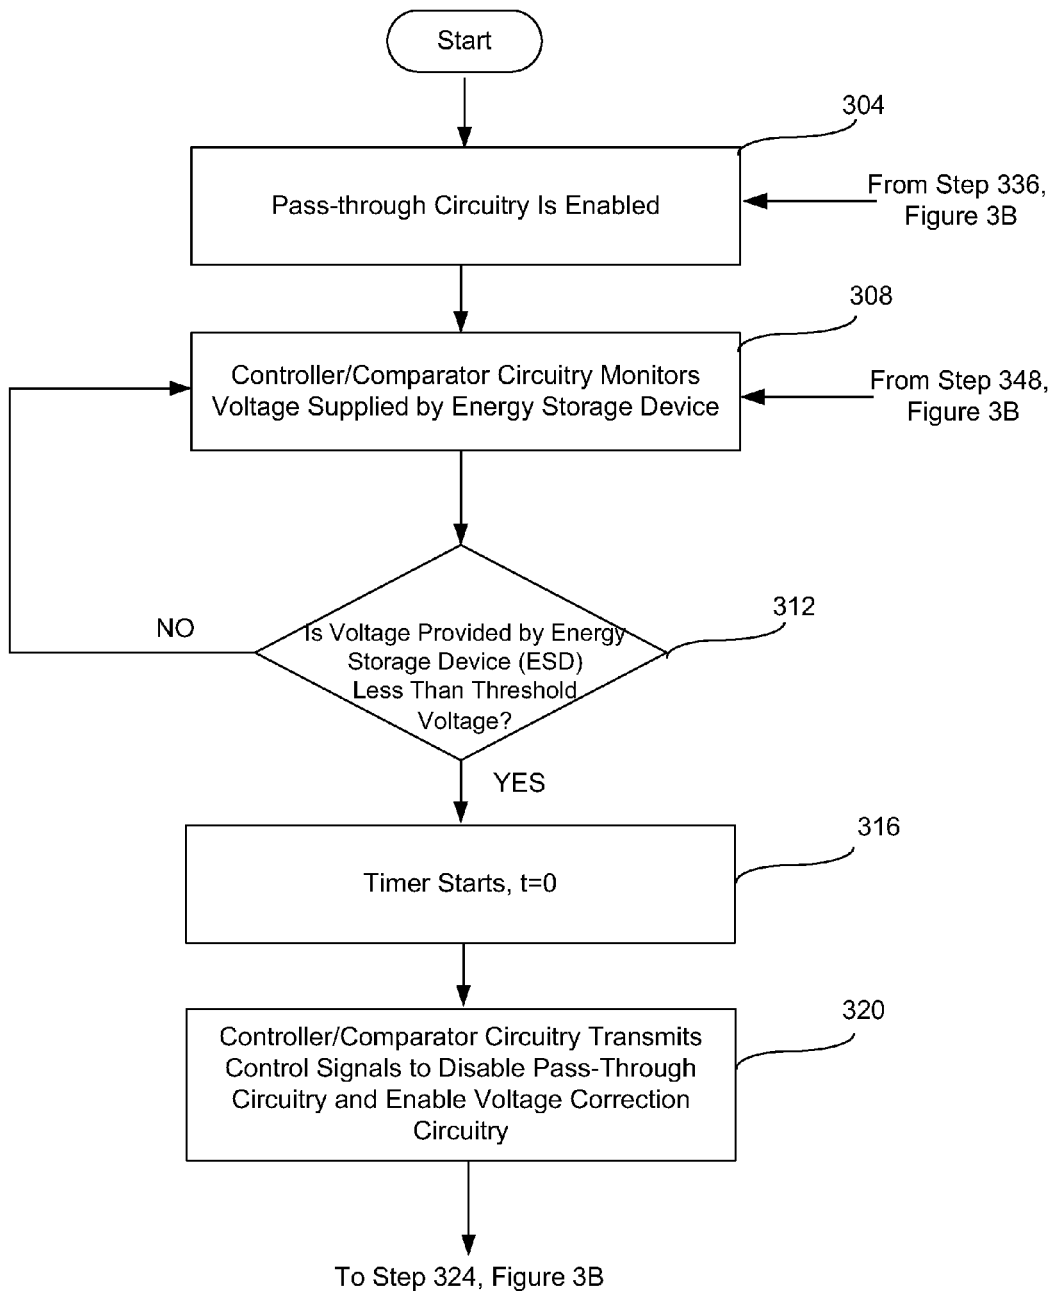 Start
304
Pass-through Circuitry Is Enabled
From Step 336,
Figure 3B
308
Controller/Comparator Circuitry Monitors
Voltage Supplied by Energy Storage Device
From Step 348,
Figure 3B
312
NO
Is Voltage Provided by Energy
Storage Device (ESD)
Less Than Threshold
Voltage?
YES
316
Timer Starts, t=0
320
Controller/Comparator Circuitry Transmits
Control Signals to Disable Pass-Through
Circuitry and Enable Voltage Correction
Circuitry
To Step 324, Figure 3B